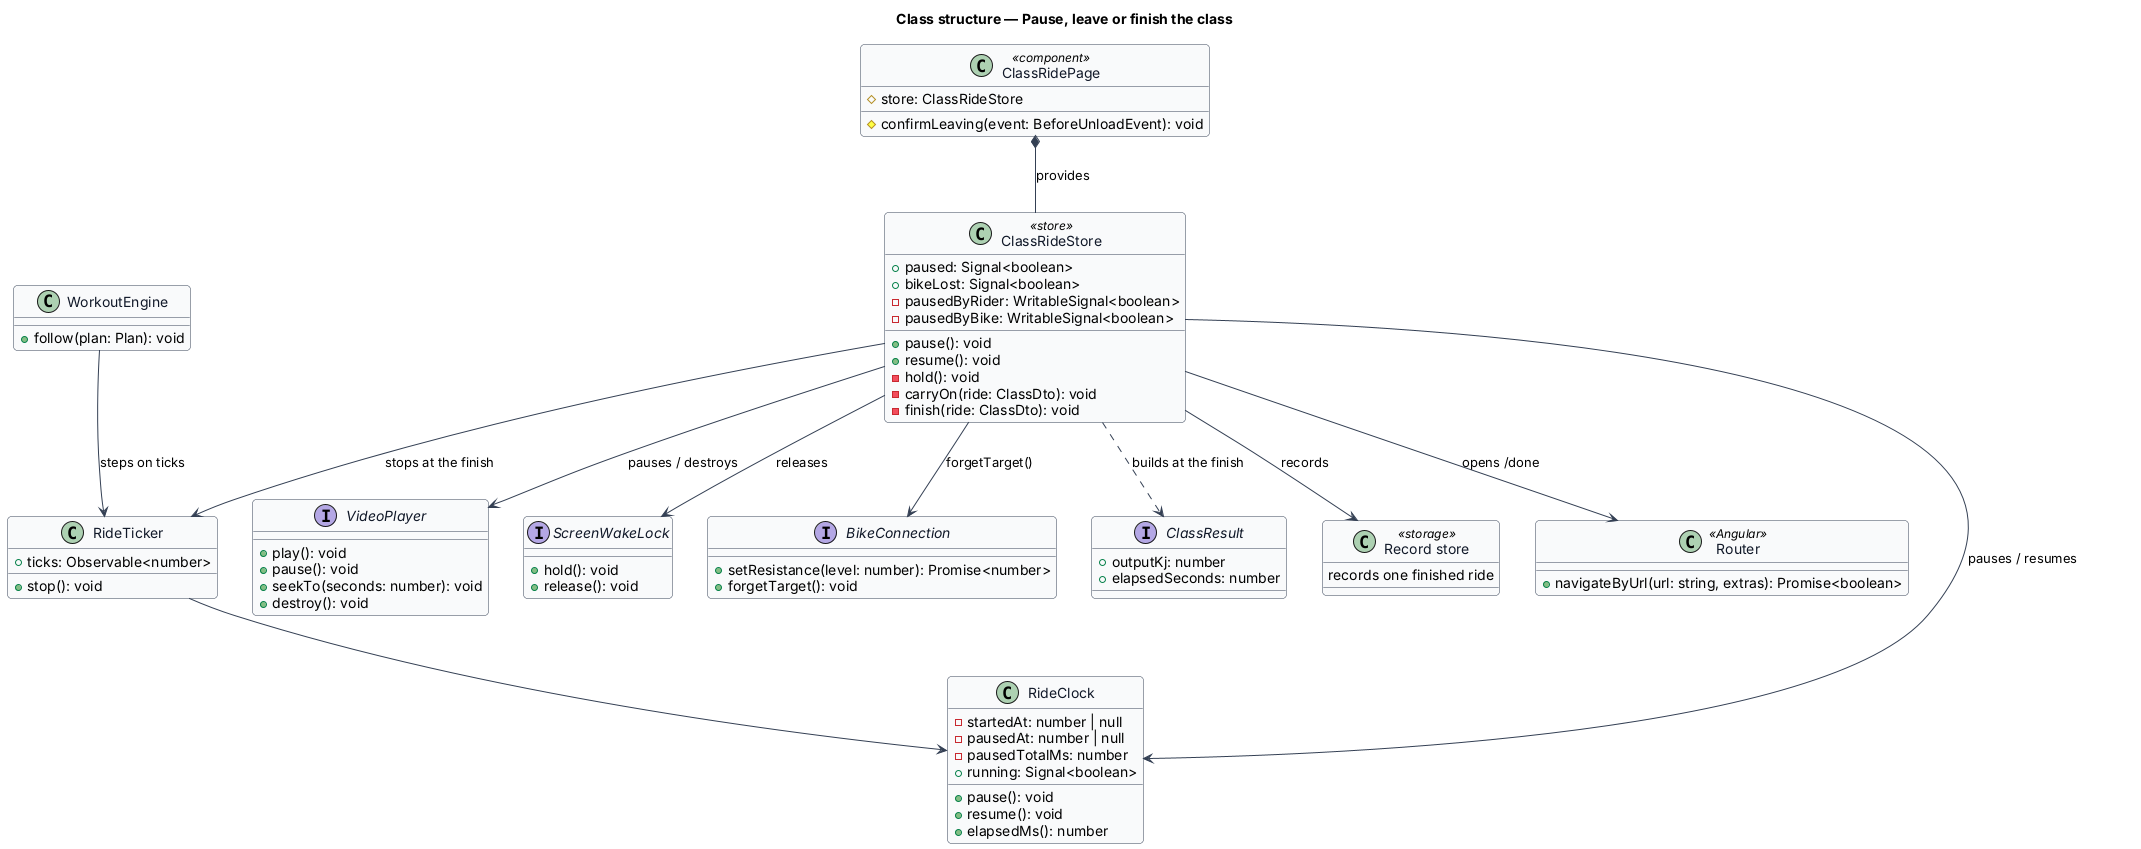 Class structure — Pause, leave or finish the class
«component»
ClassRidePage
store: ClassRideStore
confirmLeaving(event: BeforeUnloadEvent): void
provides
«store»
ClassRideStore
paused: Signal<boolean>
bikeLost: Signal<boolean>
pausedByRider: WritableSignal<boolean>
pausedByBike: WritableSignal<boolean>
pause(): void
resume(): void
hold(): void
carryOn(ride: ClassDto): void
finish(ride: ClassDto): void
WorkoutEngine
follow(plan: Plan): void
steps on ticks
stops at the finish
pauses / destroys
releases
forgetTarget()
builds at the finish
records
opens /done
pauses / resumes
RideTicker
ticks: Observable<number>
stop(): void
VideoPlayer
play(): void
pause(): void
seekTo(seconds: number): void
destroy(): void
ScreenWakeLock
hold(): void
release(): void
BikeConnection
setResistance(level: number): Promise<number>
forgetTarget(): void
ClassResult
outputKj: number
elapsedSeconds: number
«storage»
Record store
records one finished ride
«Angular»
Router
navigateByUrl(url: string, extras): Promise<boolean>
RideClock
startedAt: number | null
pausedAt: number | null
pausedTotalMs: number
running: Signal<boolean>
pause(): void
resume(): void
elapsedMs(): number